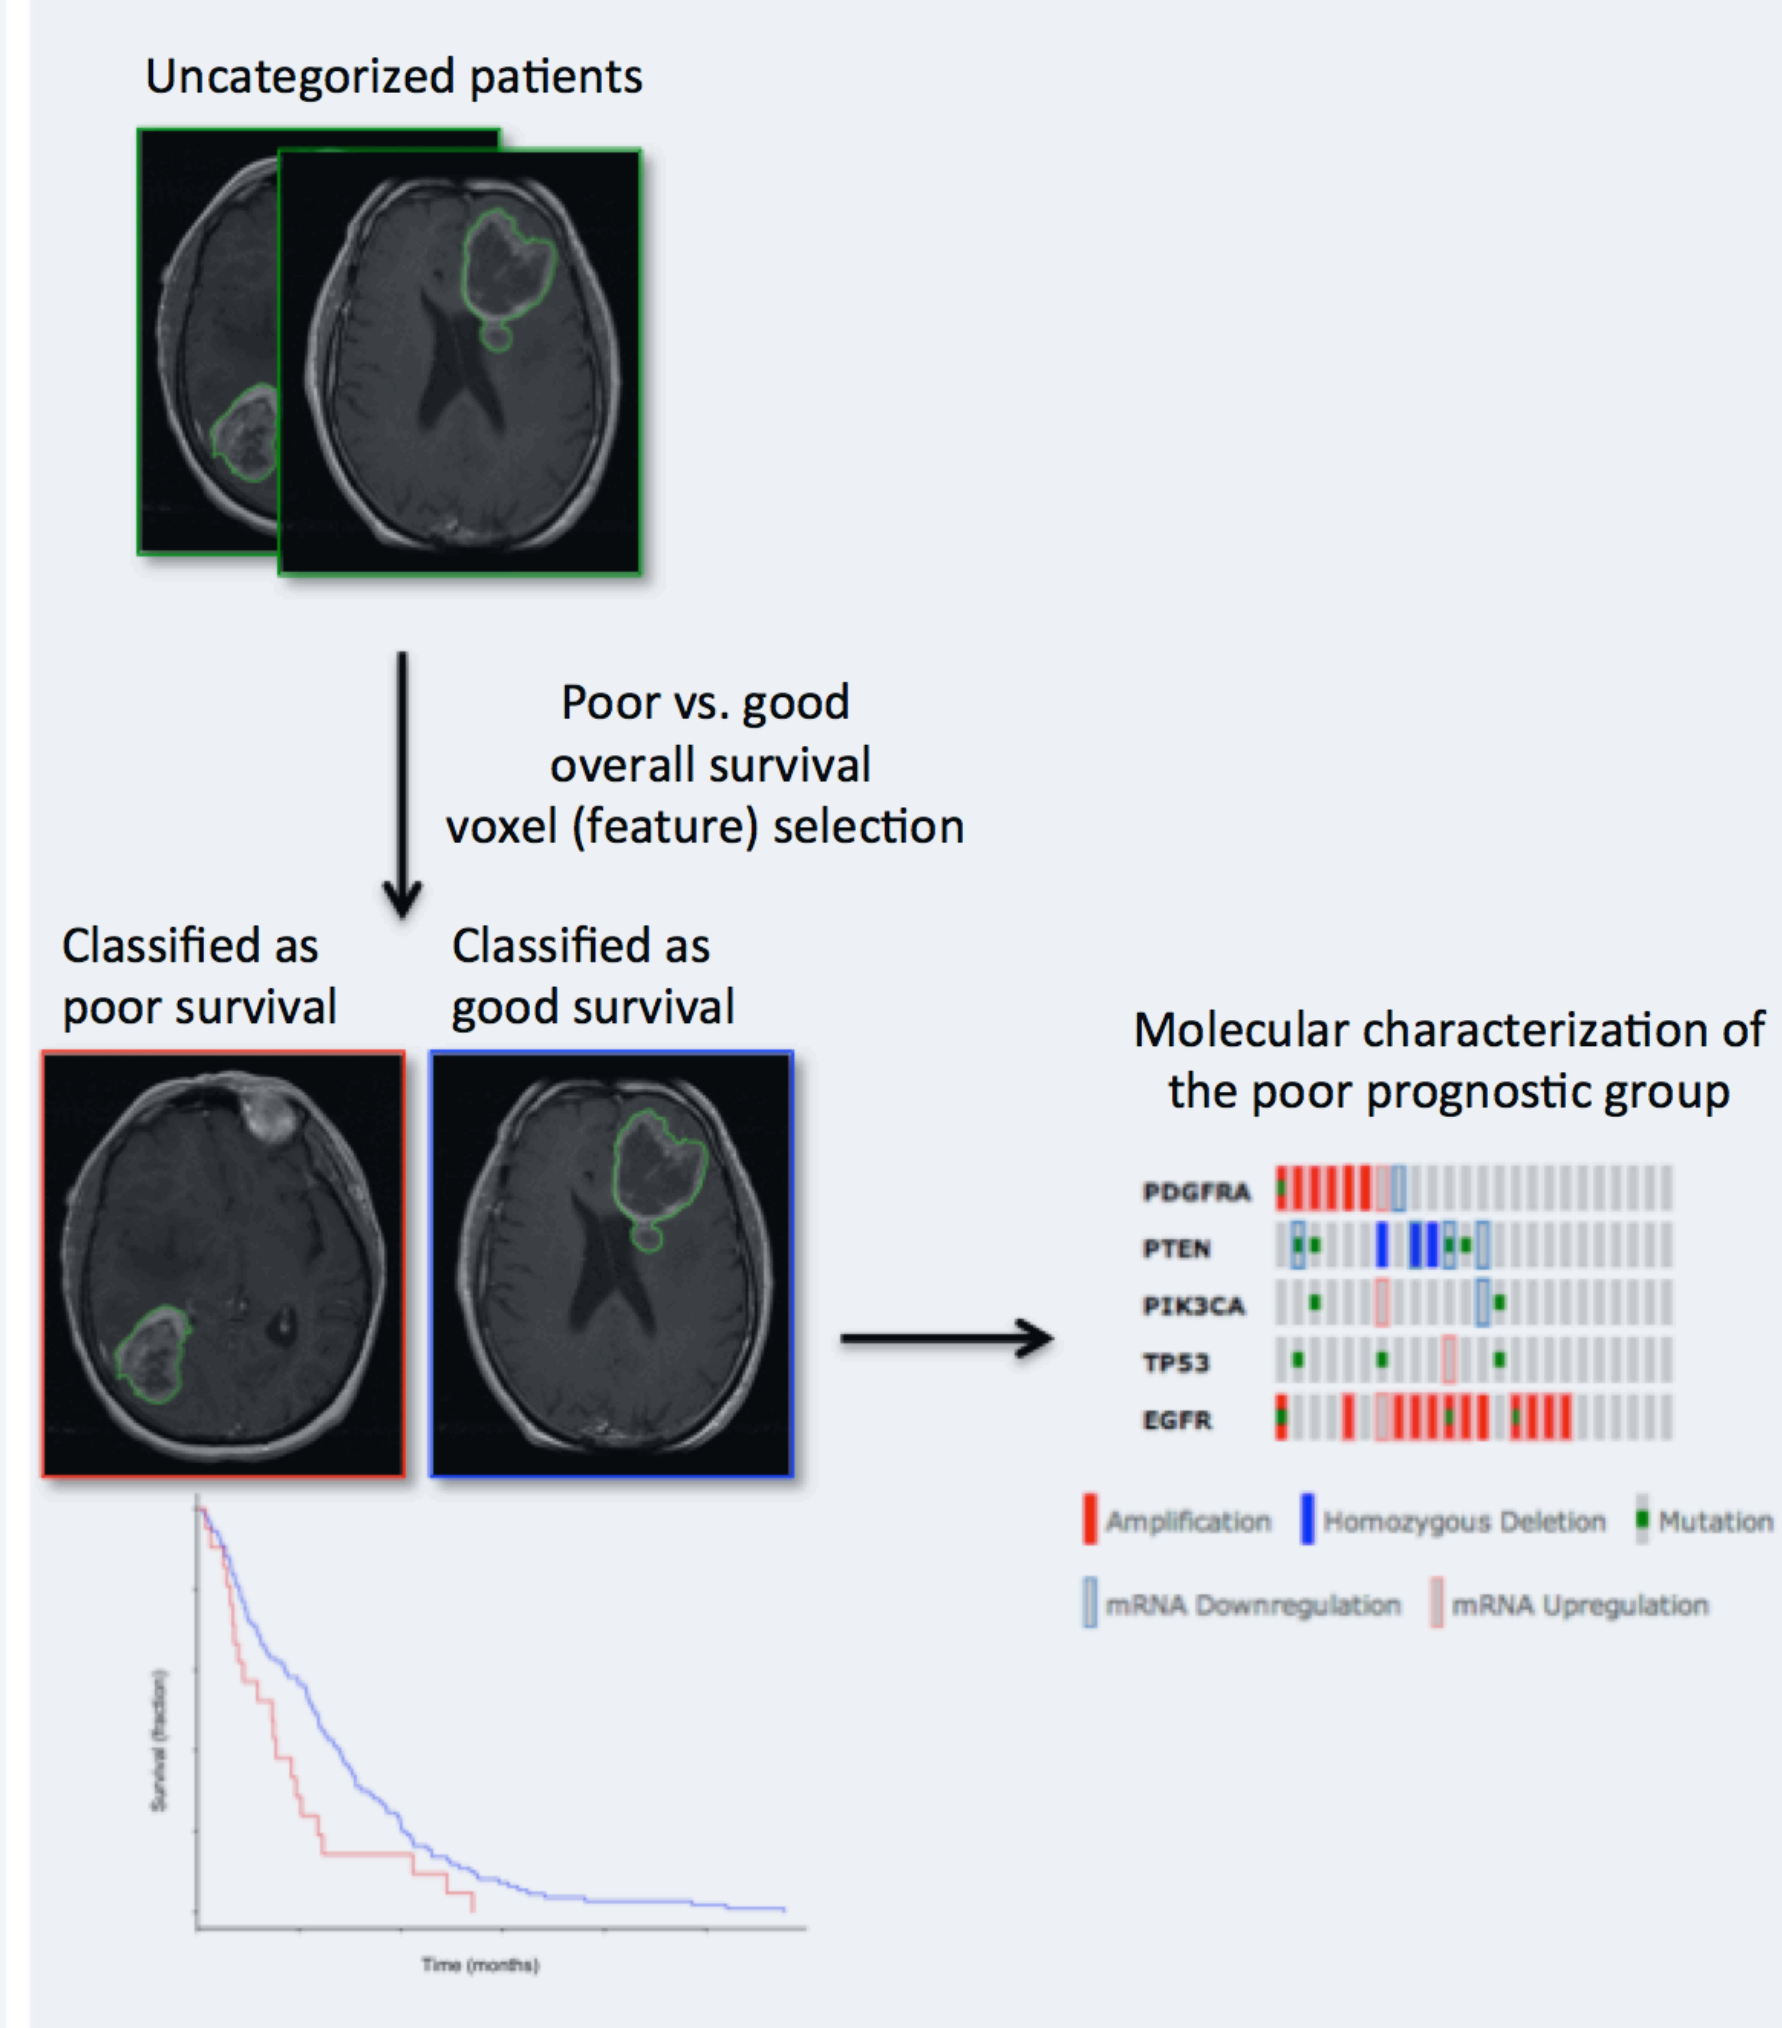 Uncategorized patients
Poor vs. good
overall survival
voxel (feature) selection
Classified as
poor survival
Classified as
good survival
Molecular characterization of
the poor prognostic group
PDGFRA
PTEN
PIK3CA
TP53
EGFR
Amplification
Homozygous Deletion
Mutation
mRNA Downregulation
mRNA Upregulation
Survival (fraction)
Time (months)